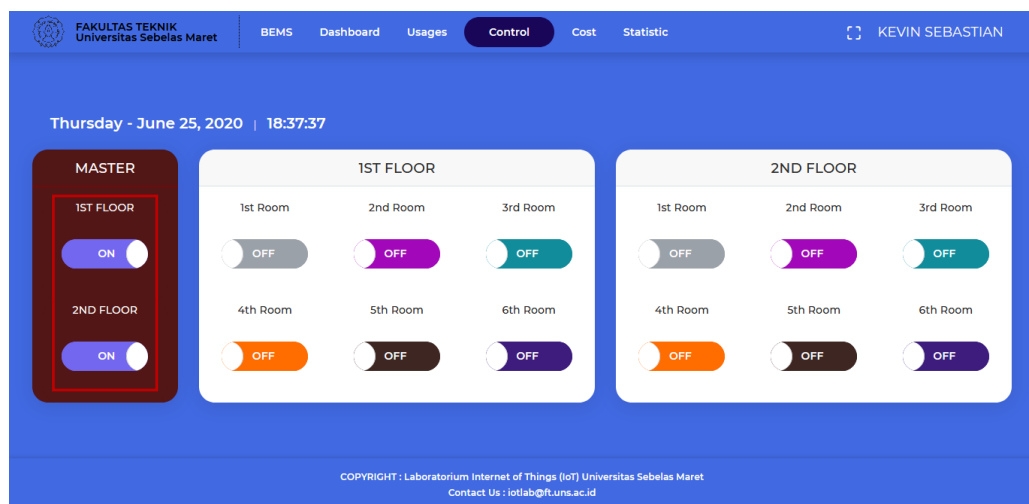 FAKULTAS TEKNIK
Universitas Sebelas Maret
BEMS Dashboard Usages Control Cost Statistic
KEVIN SEBASTIAN
Thursday - June 25, 2020 | 18:37:37
MASTER
1ST FLOOR
ON
2ND FLOOR
ON
1ST FLOOR
1st Room 2nd Room 3rd Room
OFF OFF OFF
4th Room 5th Room 6th Room
OFF OFF OFF
2ND FLOOR
1st Room 2nd Room 3rd Room
OFF OFF OFF
4th Room 5th Room 6th Room
OFF OFF OFF
COPYRIGHT : Laboratorium Internet of Things (IoT) Universitas Sebelas Maret
Contact Us : iotlab@ft.uns.ac.id